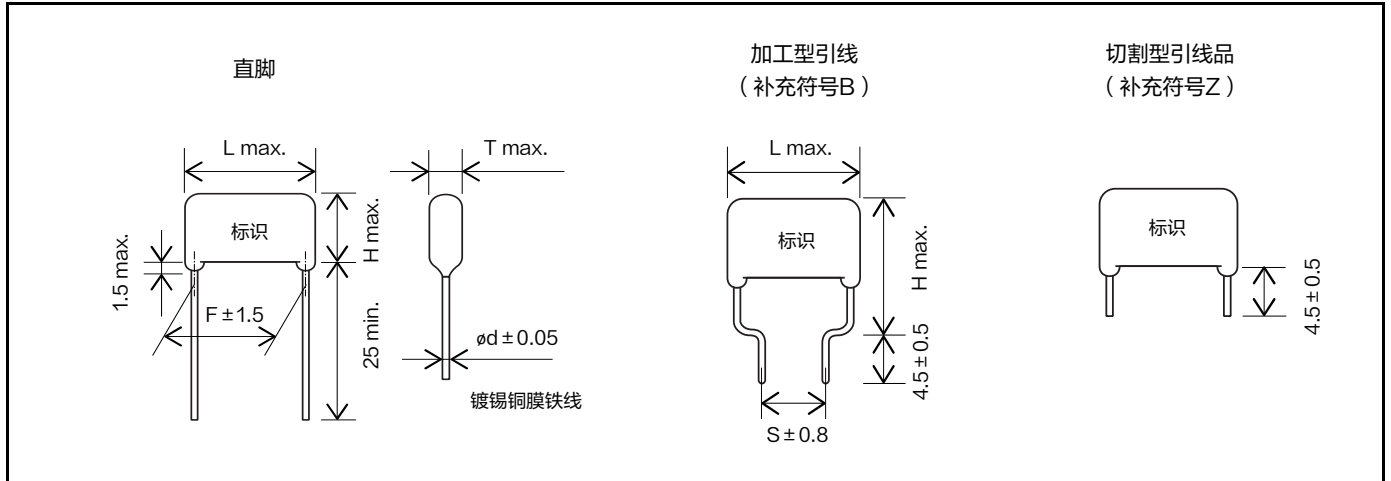 直脚
L max.
T max.
标识
H max.
1.5 max.
F±1.5
25 min.
ød±0.05
镀锡铜膜铁线
加工型引线
（补充符号B）
L max.
标识
H max.
4.5±0.5
S±0.8
切割型引线品
（补充符号Z）
标识
4.5±0.5